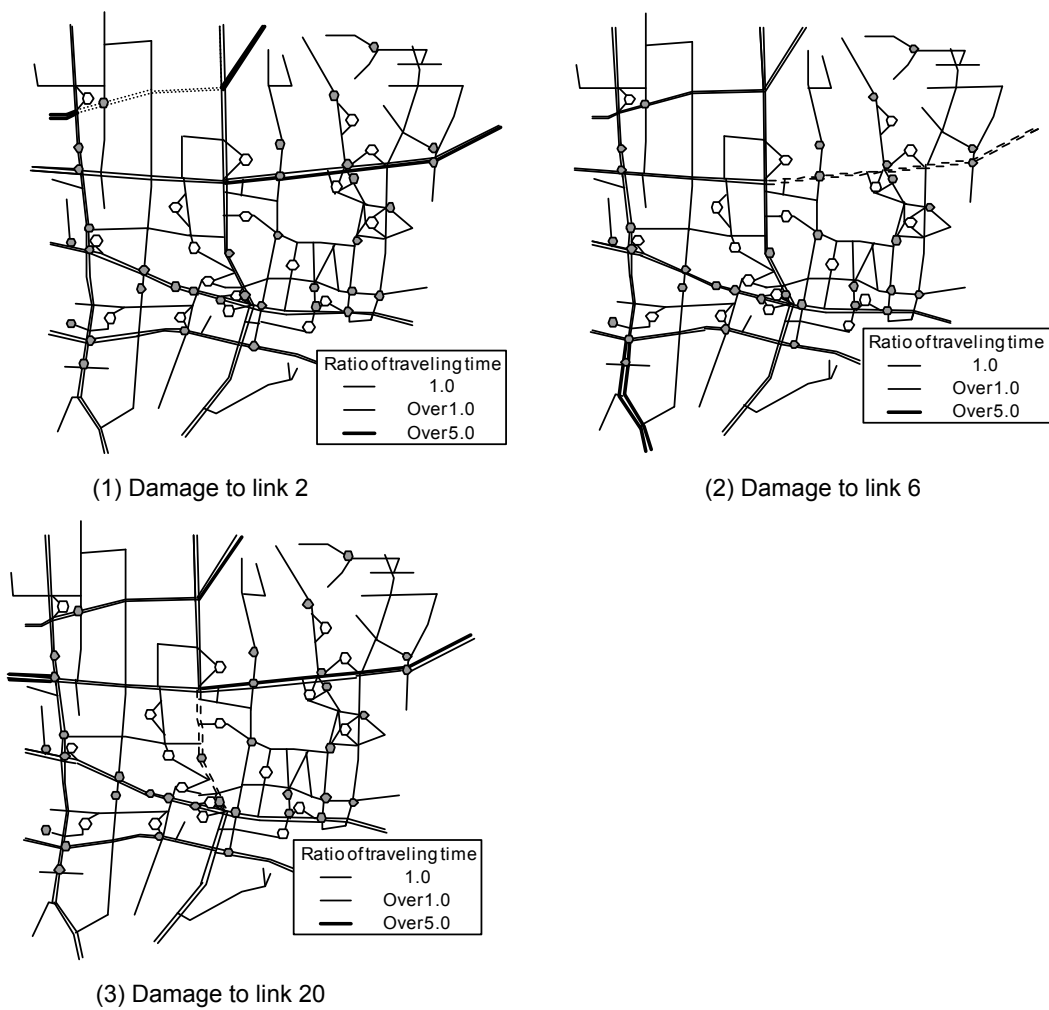 Ratio of traveling time
1.0
Over1.0
Over5.0
(1) Damage to link 2
Ratio of traveling time
1.0
Over1.0
Over5.0
(2) Damage to link 6
Ratio of traveling time
1.0
Over1.0
Over5.0
(3) Damage to link 20